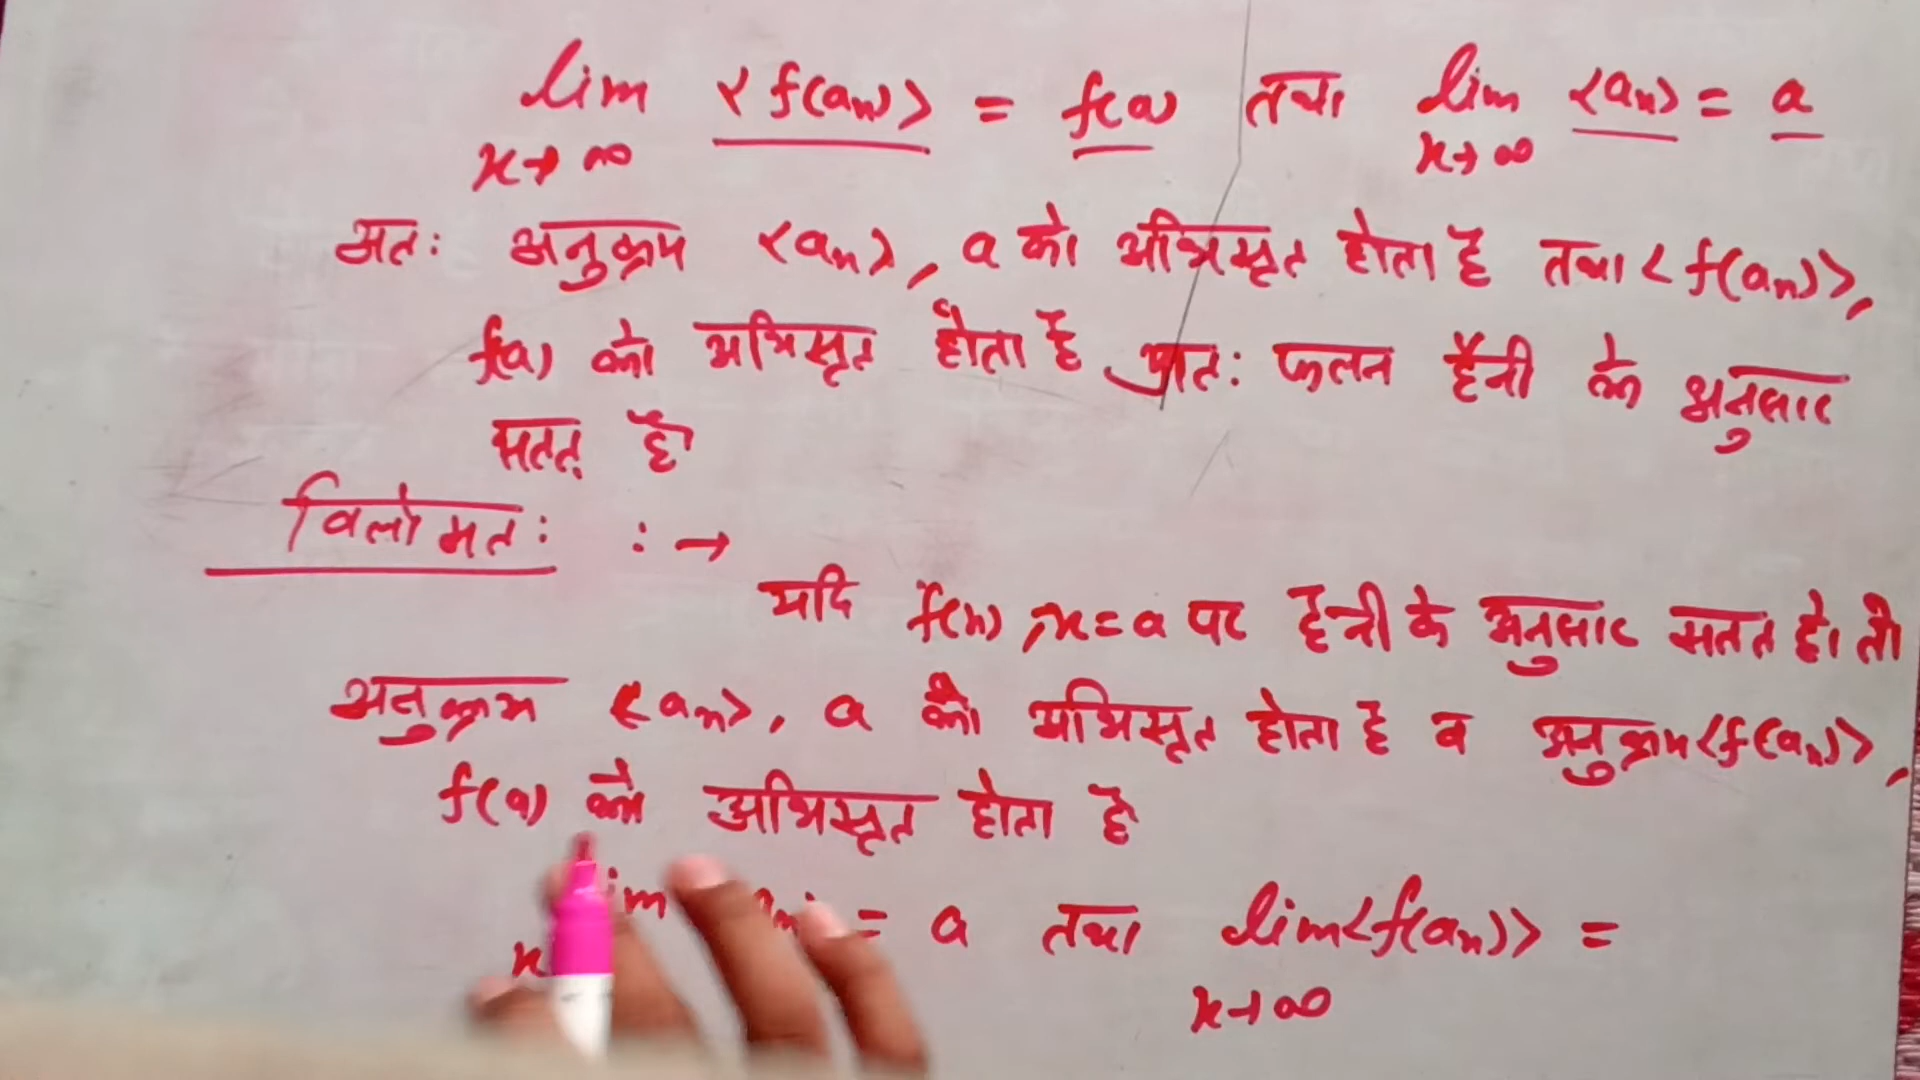 lim <f(an)> = f(a) तथा lim <an> = a
x→∞ x→∞
अतः अनुक्रम <an>, a को अभिसृत होता है तथा <f(an)>,
f(a) को अभिसृत होता है अतः फलन हैनी के अनुसार
सतत् है
विलोमतः :→
यदि f(x), x=a पर हेनी के अनुसार सतत हो तो
अनुक्रम <an>, a को अभिसृत होता है व अनुक्रम <f(an)>,
f(a) को अभिसृत होता है
= a तथा lim <f(an)> =
x→∞